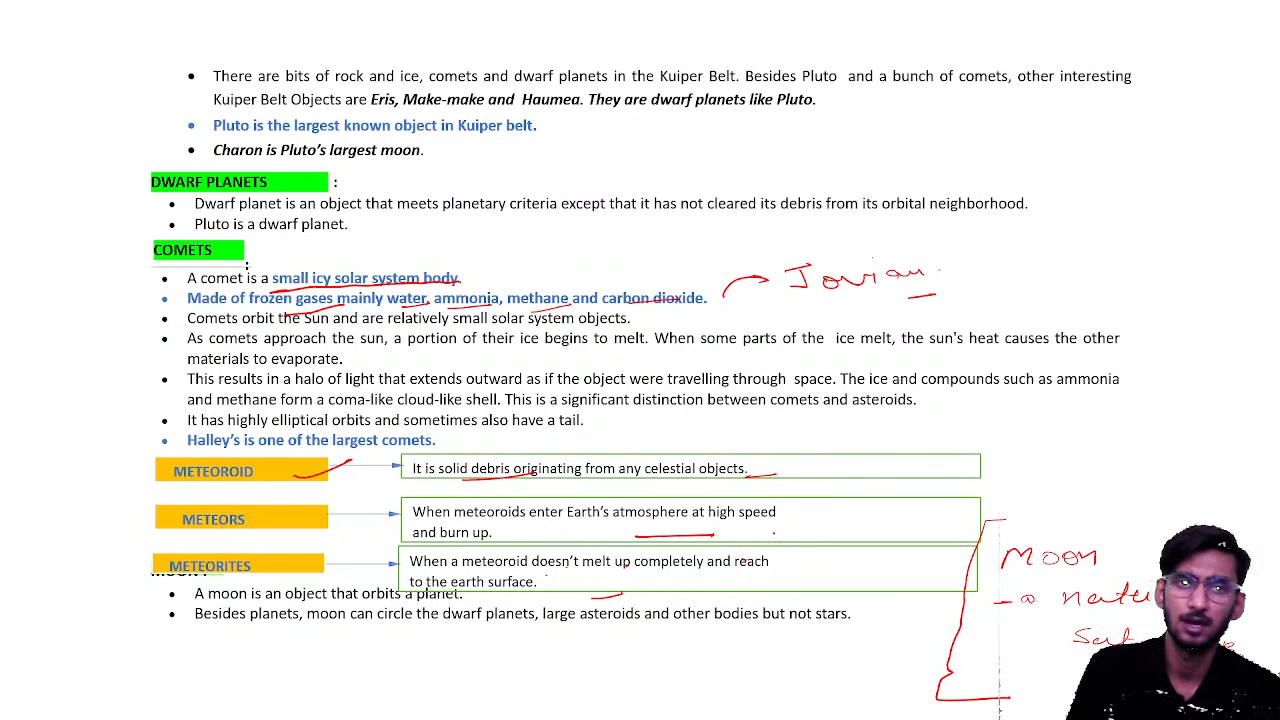 • There are bits of rock and ice, comets and dwarf planets in the Kuiper Belt. Besides Pluto and a bunch of comets, other interesting
Kuiper Belt Objects are Eris, Make-make and Haumea. They are dwarf planets like Pluto.
• Pluto is the largest known object in Kuiper belt.
• Charon is Pluto's largest moon.
DWARF PLANETS :
• Dwarf planet is an object that meets planetary criteria except that it has not cleared its debris from its orbital neighborhood.
• Pluto is a dwarf planet.
COMETS :
• A comet is a small icy solar system body.
• Made of frozen gases mainly water, ammonia, methane and carbon dioxide.
Jovian
• Comets orbit the Sun and are relatively small solar system objects.
• As comets approach the sun, a portion of their ice begins to melt. When some parts of the ice melt, the sun's heat causes the other
materials to evaporate.
• This results in a halo of light that extends outward as if the object were travelling through space. The ice and compounds such as ammonia
and methane form a coma-like cloud-like shell. This is a significant distinction between comets and asteroids.
• It has highly elliptical orbits and sometimes also have a tail.
• Halley's is one of the largest comets.
METEOROID
It is solid debris originating from any celestial objects.
METEORS
When meteoroids enter Earth's atmosphere at high speed
and burn up.
METEORITES
When a meteoroid doesn't melt up completely and reach
to the earth surface.
Moon
• A moon is an object that orbits a planet.
• Besides planets, moon can circle the dwarf planets, large asteroids and other bodies but not stars.